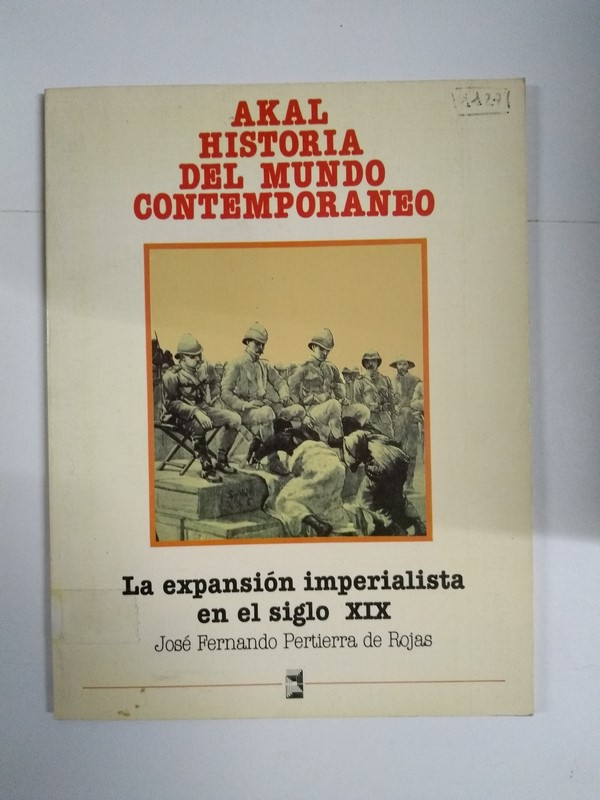 AKAL
HISTORIA
DEL MUNDO
CONTEMPORANEO
La expansión imperialista
en el siglo XIX
José Fernando Pertierra de Rojas